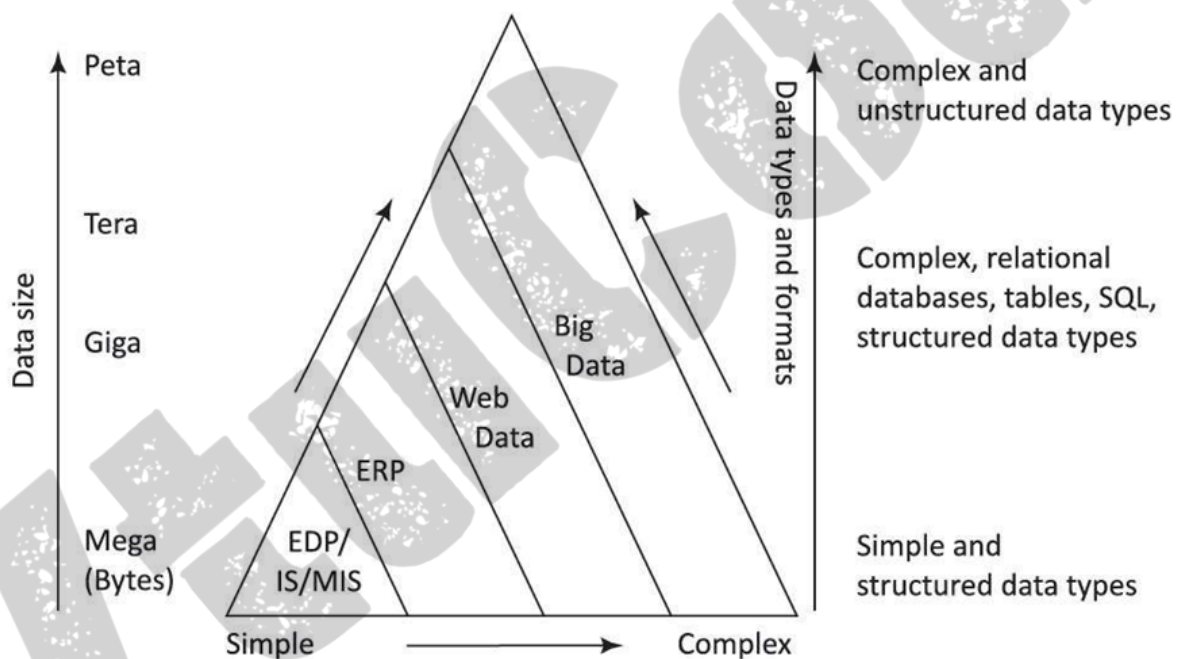 Peta
Tera
Giga
Mega
(Bytes)
Data size
EDP/
IS/MIS
ERP
Web
Data
Big
Data
Simple
Complex
Data types and formats
Complex and
unstructured data types
Complex, relational
databases, tables, SQL,
structured data types
Simple and
structured data types